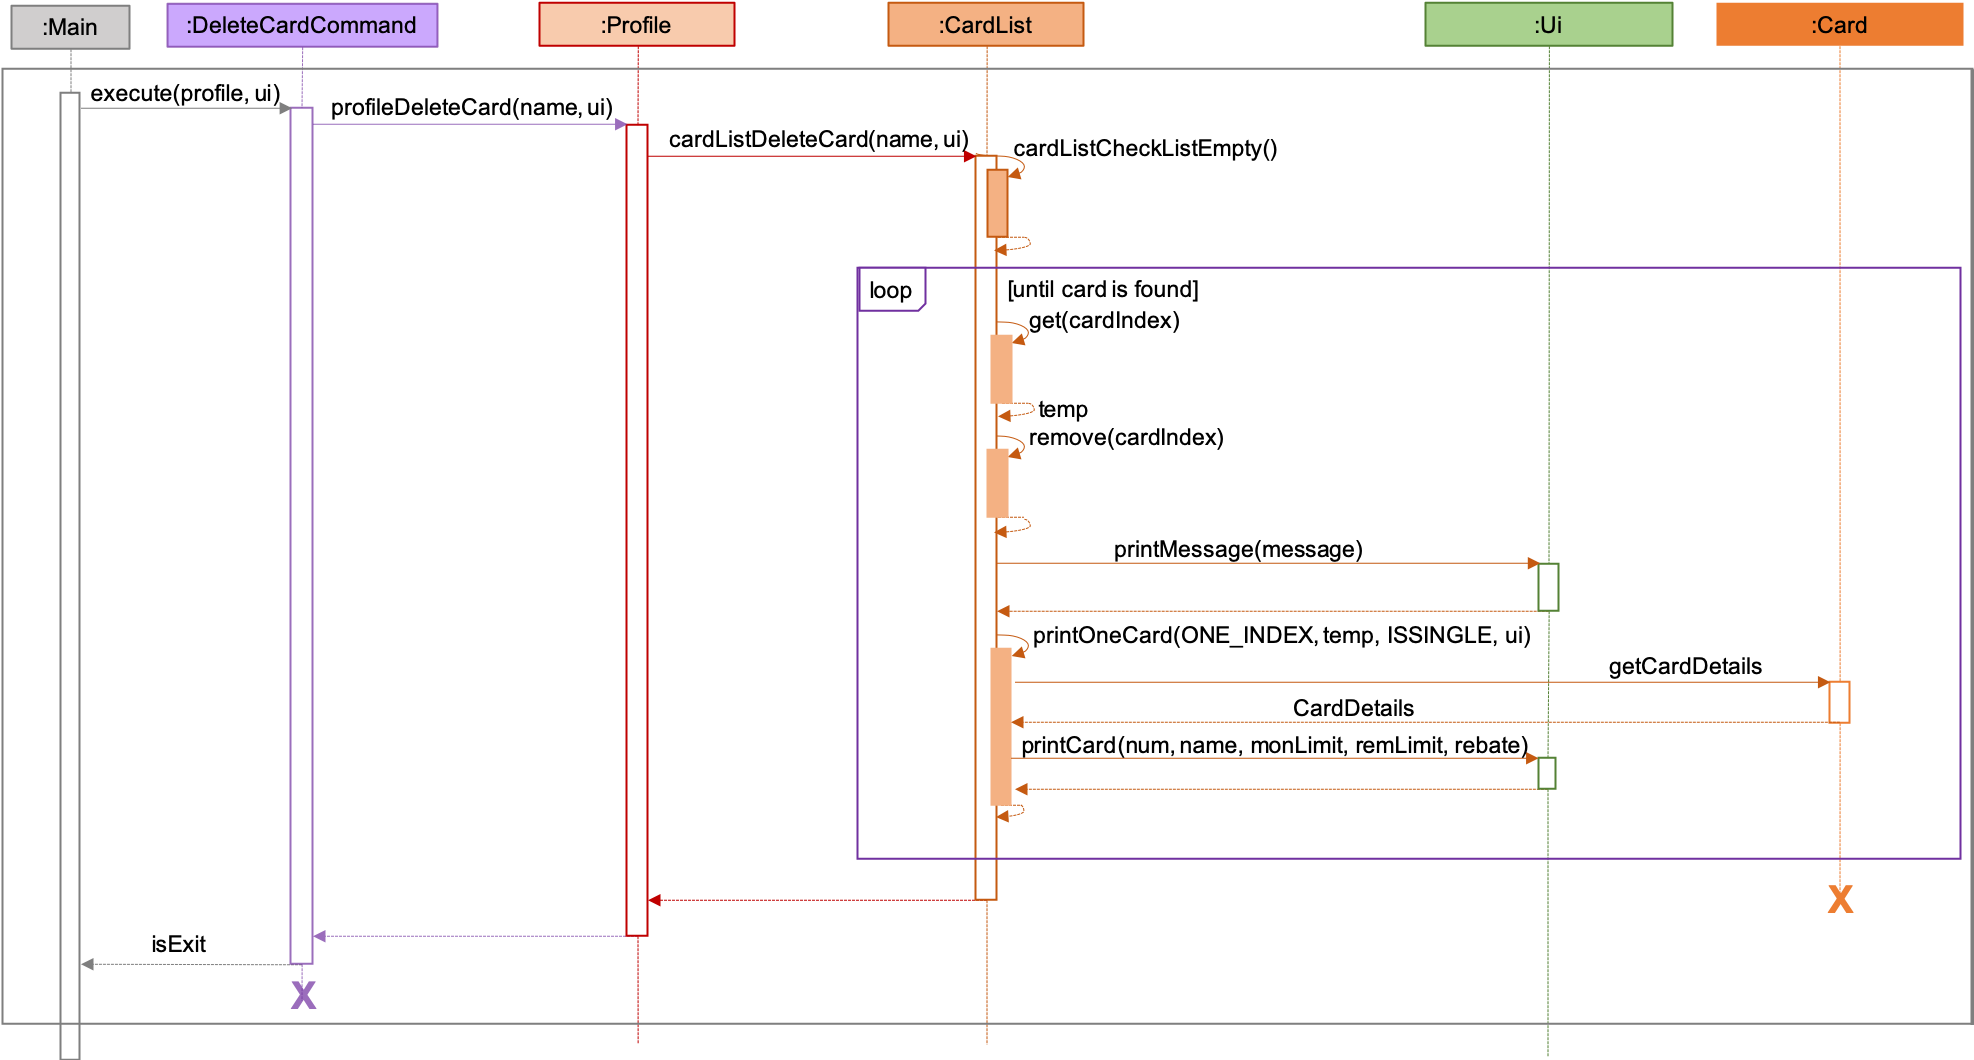 :Main
:DeleteCardCommand
:Profile
:CardList
:Ui
:Card
execute(profile, ui)
profileDeleteCard(name, ui)
cardListDeleteCard(name, ui)
cardListCheckListEmpty()
loop
[until card is found]
get(cardIndex)
temp
remove(cardIndex)
printMessage(message)
printOneCard(ONE_INDEX, temp, ISSINGLE, ui)
getCardDetails
CardDetails
printCard(num, name, monLimit, remLimit, rebate)
X
isExit
X